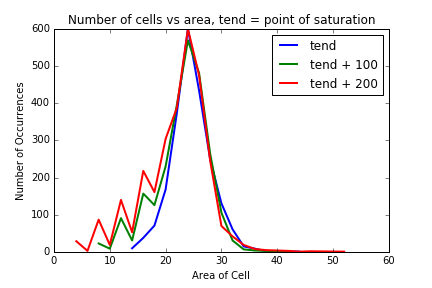 Number of cells vs area, tend = point of saturation
Number of Occurrences
600
500
400
300
200
100
0
tend
tend + 100
tend + 200
0 10 20 30 40 50 60
Area of Cell